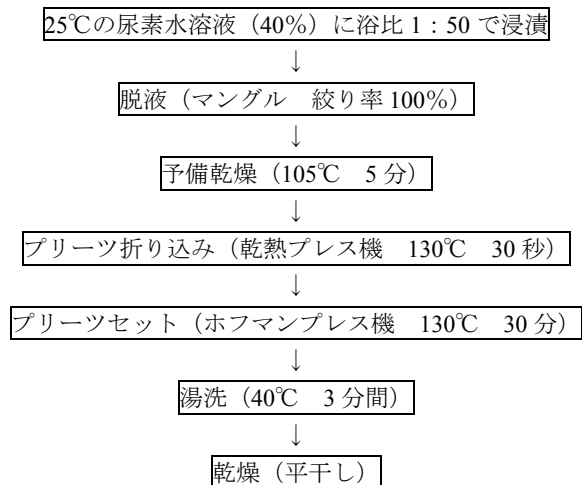 25℃の尿素水溶液（40％）に浴比 1：50 で浸漬
↓
脱液（マングル　絞り率 100％）
↓
予備乾燥（105℃　5 分）
↓
プリーツ折り込み（乾熱プレス機　130℃　30 秒）
↓
プリーツセット（ホフマンプレス機　130℃　30 分）
↓
湯洗（40℃　3 分間）
↓
乾燥（平干し）